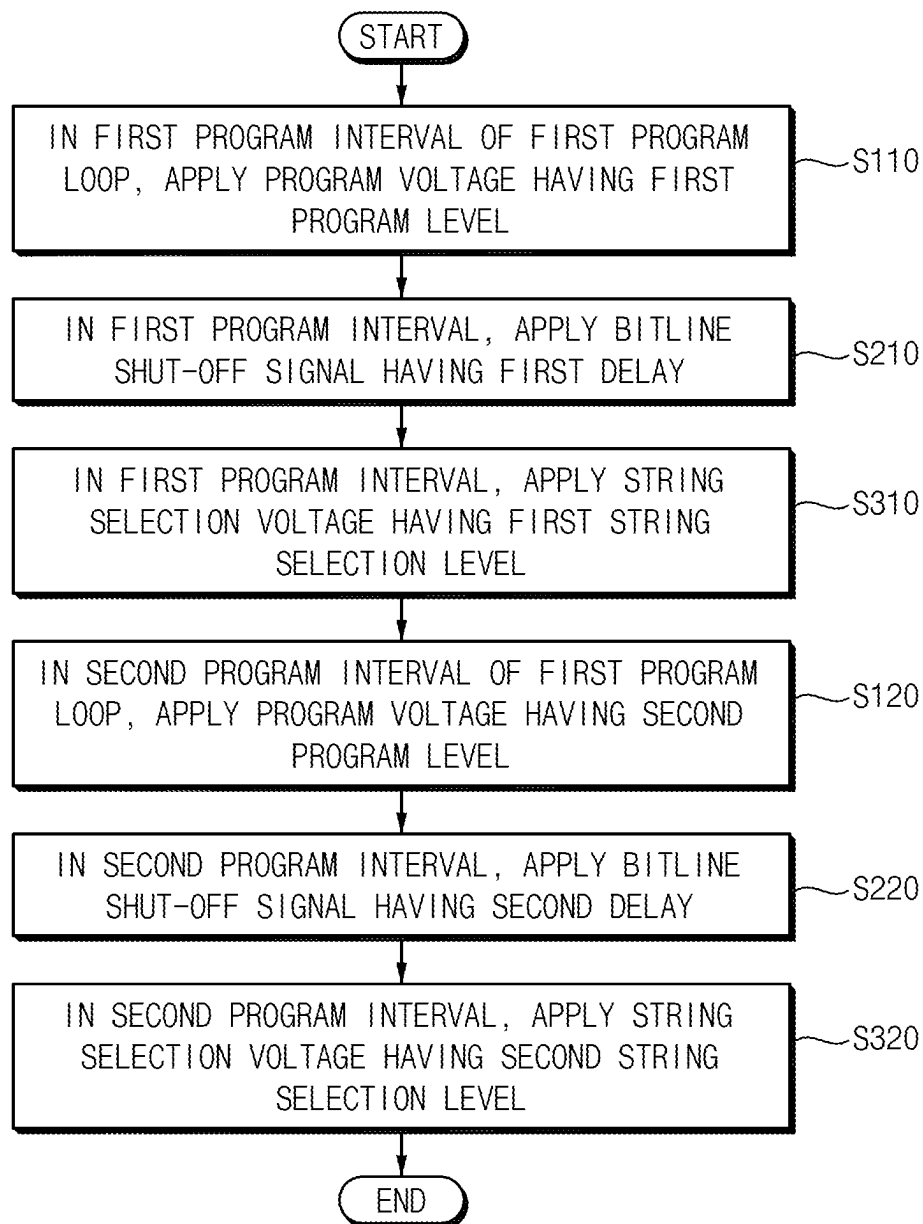 START
IN FIRST PROGRAM INTERVAL OF FIRST PROGRAM
LOOP, APPLY PROGRAM VOLTAGE HAVING FIRST
PROGRAM LEVEL
S110
IN FIRST PROGRAM INTERVAL, APPLY BITLINE
SHUT-OFF SIGNAL HAVING FIRST DELAY
S210
IN FIRST PROGRAM INTERVAL, APPLY STRING
SELECTION VOLTAGE HAVING FIRST STRING
SELECTION LEVEL
S310
IN SECOND PROGRAM INTERVAL OF FIRST PROGRAM
LOOP, APPLY PROGRAM VOLTAGE HAVING SECOND
PROGRAM LEVEL
S120
IN SECOND PROGRAM INTERVAL, APPLY BITLINE
SHUT-OFF SIGNAL HAVING SECOND DELAY
S220
IN SECOND PROGRAM INTERVAL, APPLY STRING
SELECTION VOLTAGE HAVING SECOND STRING
SELECTION LEVEL
S320
END